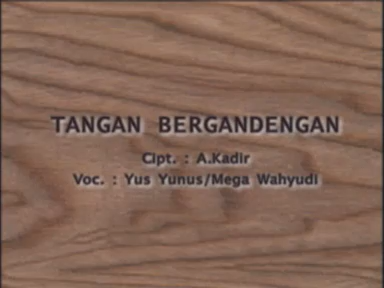 TANGAN BERGANDENGAN
Cipt. : A.Kadir
Voc. : Yus Yunus/Mega Wahyudi